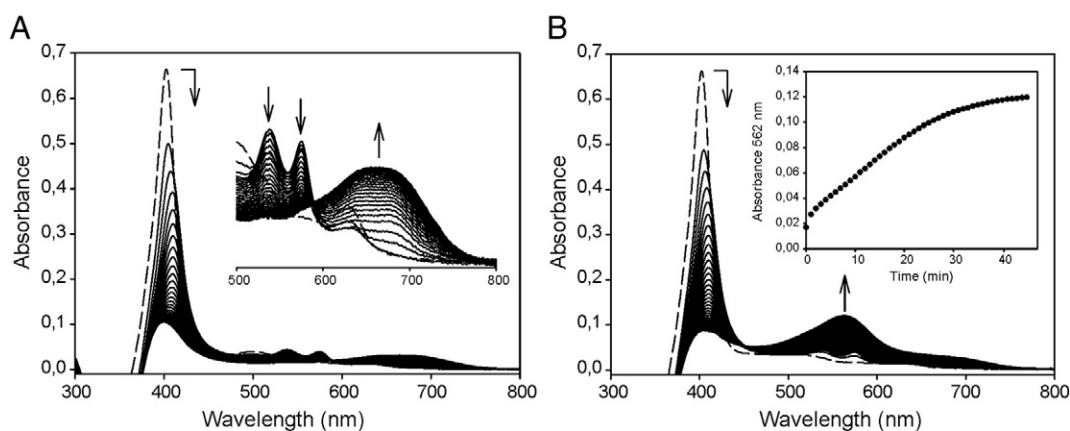 A
0,7
0,6
0,5
0,4
0,3
0,2
0,1
0,0
Absorbance
300 400 500 600 700 800
Wavelength (nm)
500 600 700 800
B
0,7
0,6
0,5
0,4
0,3
0,2
0,1
0,0
Absorbance
300 400 500 600 700 800
Wavelength (nm)
0,14
0,12
0,10
0,08
0,06
0,04
0,02
0,00
Absorbance 562 nm
0 10 20 30 40
Time (min)